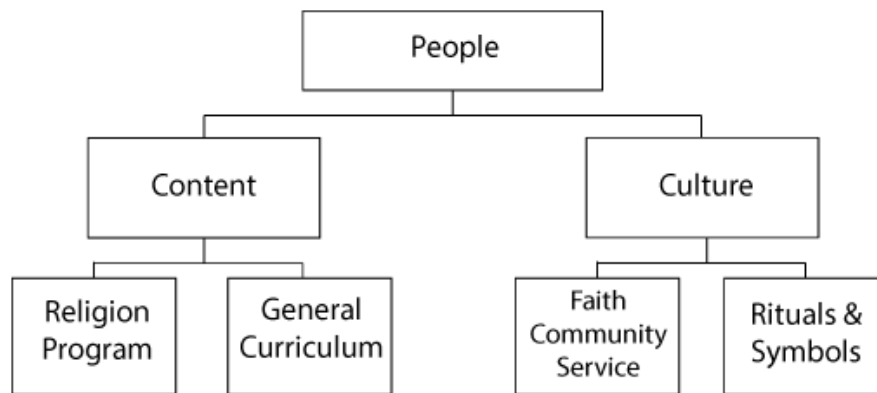 People
Content
Culture
Religion
Program
General
Curriculum
Faith
Community
Service
Rituals &
Symbols